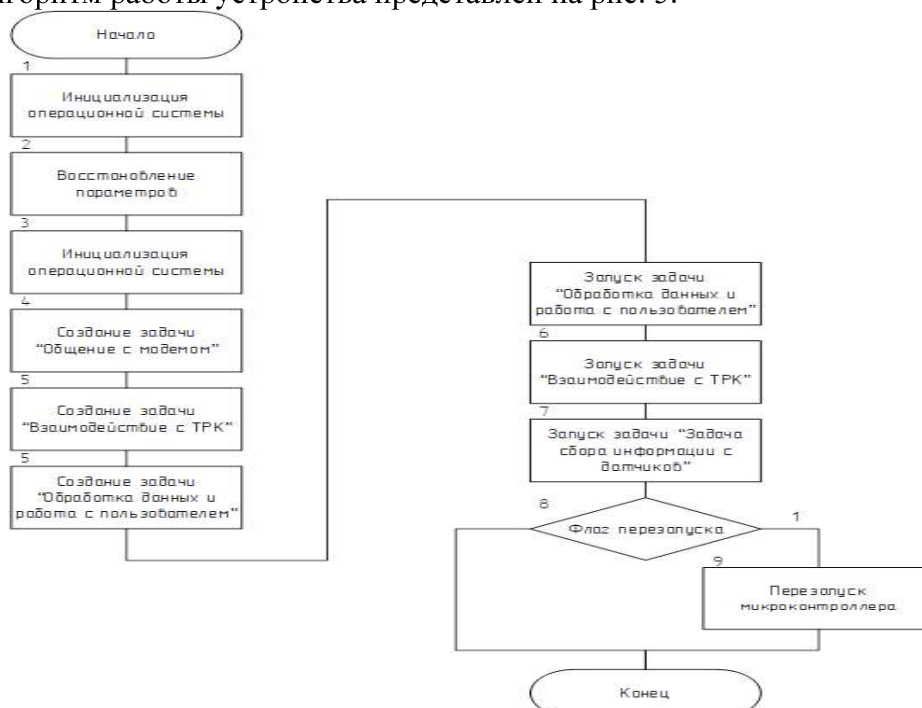 горитм работы устройства представлен на рис. 3.
Начало
1
Инициализация
операционной системы
2
Восстановление
параметров
3
Инициализация
операционной системы
4
Создание задачи
"Общение с модемом"
5
Создание задачи
"Взаимодействие с ТРК"
5
Создание задачи
"Обработка данных и
работа с пользователем"
Запуск задачи
"Обработка данных и
работа с пользователем"
6
Запуск задачи
"Взаимодействие с ТРК"
7
Запуск задачи "Задача
сбора информации с
датчиков"
8
Флаг перезапуска
1
9
Перезапуск
микроконтроллера
Конец